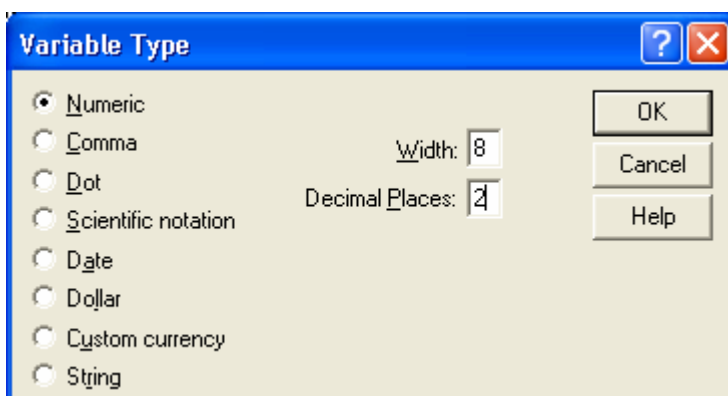 Variable Type
Numeric
Comma
Dot
Scientific notation
Date
Dollar
Custom currency
String
Width: 8
Decimal Places: 2
OK
Cancel
Help